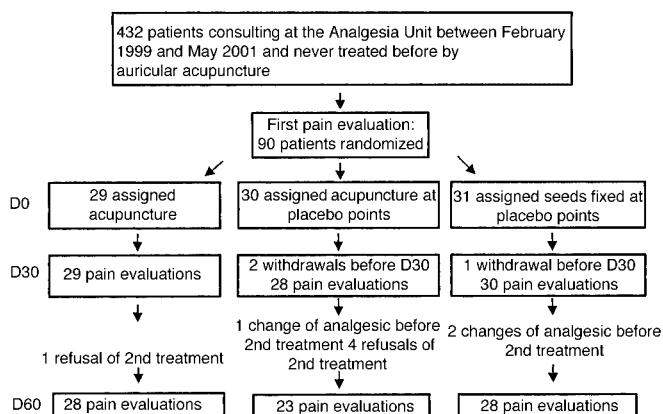 432 patients consulting at the Analgesia Unit between February
1999 and May 2001 and never treated before by
auricular acupuncture
First pain evaluation:
90 patients randomized
D0
29 assigned
acupuncture
30 assigned acupuncture at
placebo points
31 assigned seeds fixed at
placebo points
D30
29 pain evaluations
2 withdrawals before D30
28 pain evaluations
1 withdrawal before D30
30 pain evaluations
1 refusal of 2nd treatment
1 change of analgesic before
2nd treatment 4 refusals of
2nd treatment
2 changes of analgesic before
2nd treatment
D60
28 pain evaluations
23 pain evaluations
28 pain evaluations